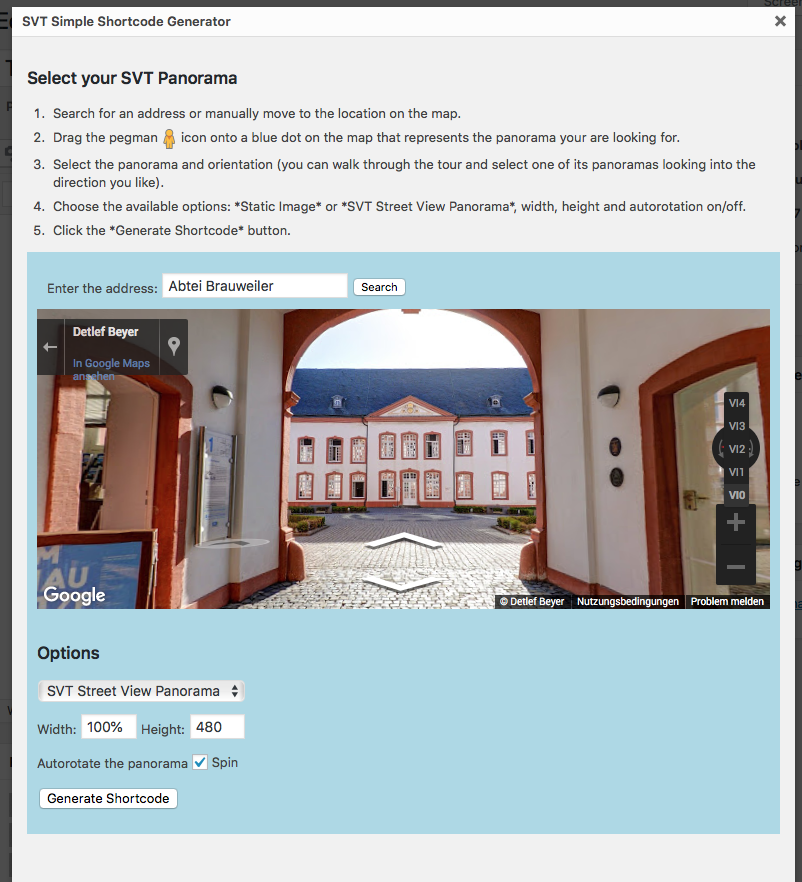 SVT Simple Shortcode Generator
Select your SVT Panorama
1. Search for an address or manually move to the location on the map.
2. Drag the pegman icon onto a blue dot on the map that represents the panorama your are looking for.
3. Select the panorama and orientation (you can walk through the tour and select one of its panoramas looking into the
direction you like).
4. Choose the available options: *Static Image* or *SVT Street View Panorama*, width, height and autorotation on/off.
5. Click the *Generate Shortcode* button.
Enter the address: Abtei Brauweiler Search
Detlef Beyer
In Google Maps
ansehen
VI4
VI3
VI2
VI1
VI0
Google
© Detlef Beyer Nutzungsbedingungen Problem melden
Options
SVT Street View Panorama
Width: 100% Height: 480
Autorotate the panorama Spin
Generate Shortcode